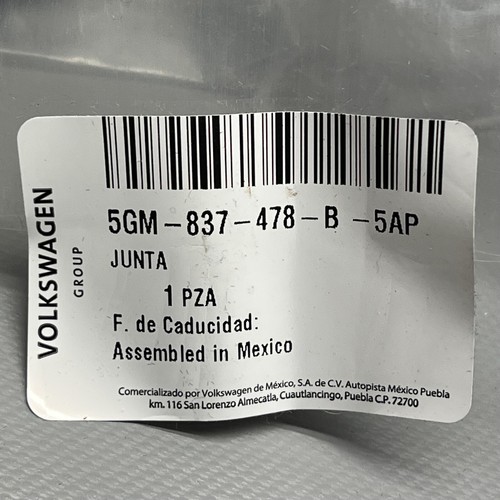 VOLKSWAGEN
GROUP
5GM-837-478-B -5AP
JUNTA
1 PZA
F. de Caducidad:
Assembled in Mexico
Comercializado por Volkswagen de México, S.A. de C.V. Autopista México Puebla
km. 116 San Lorenzo Almecatla, Cuautlancingo, Puebla C.P. 72700